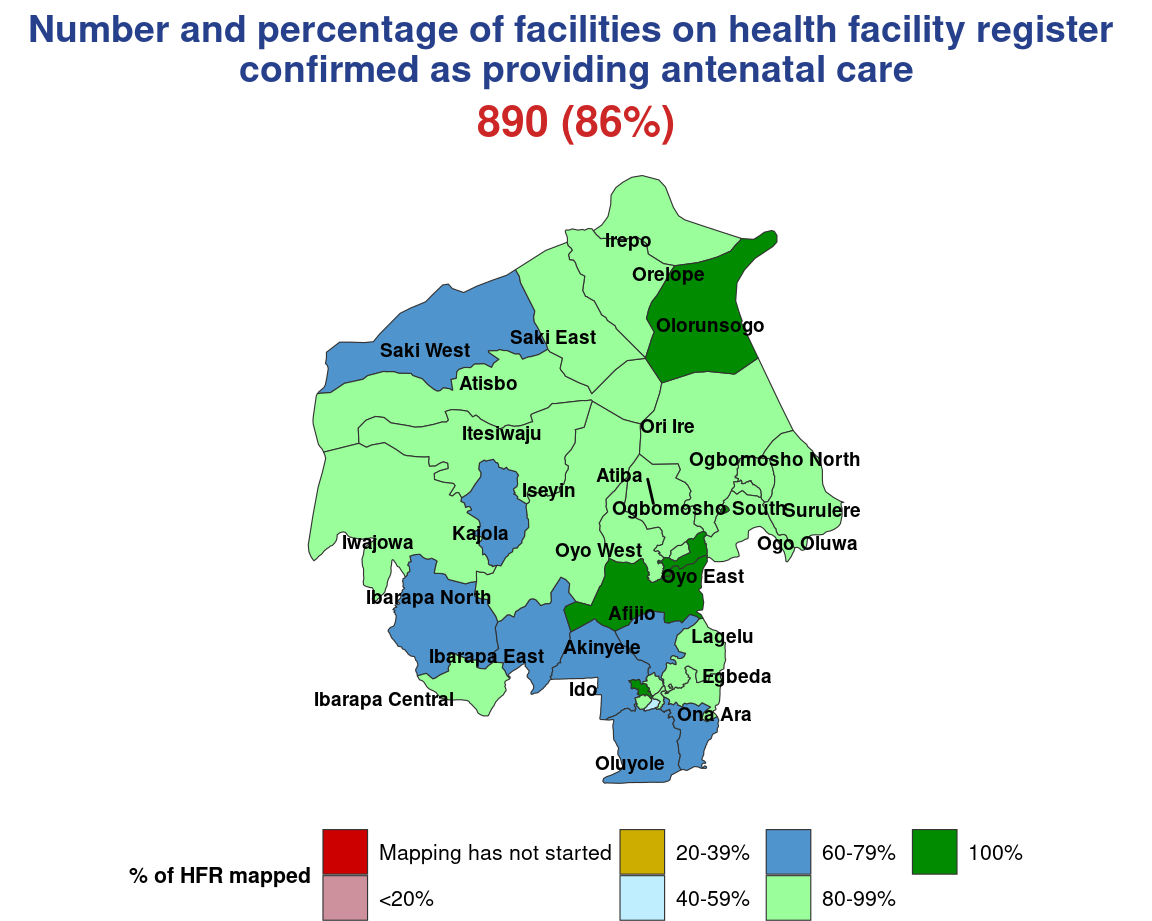 Number and percentage of facilities on health facility register
confirmed as providing antenatal care
890 (86%)
Irepo
Orelope
Olorunsogo
Saki East
Saki West
Atisbo
Ori Ire
Itesiwaju
Ogbomosho North
Atiba
Iseyin
Ogbomosho South
Surulere
Kajola
Iwajowa
Ogo Oluwa
Oyo West
Oyo East
Ibarapa North
Afijio
Lagelu
Akinyele
Ibarapa East
Egbeda
Ido
Ibarapa Central
Ona Ara
Oluyole
% of HFR mapped
Mapping has not started
<20%
20-39%
40-59%
60-79%
80-99%
100%